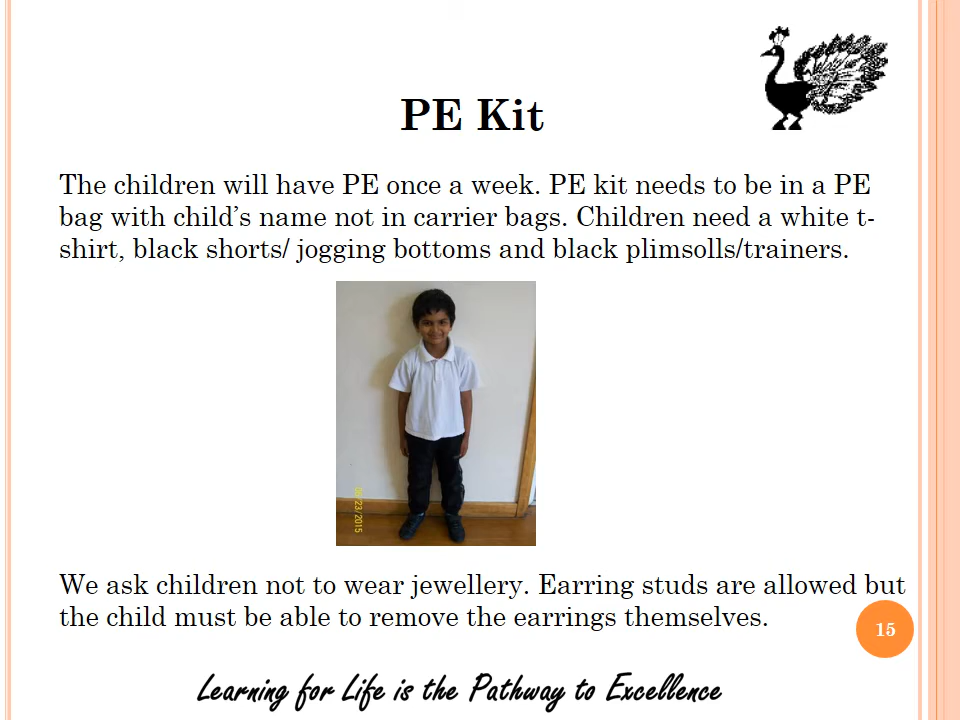 PE Kit
The children will have PE once a week. PE kit needs to be in a PE
bag with child’s name not in carrier bags. Children need a white t-
shirt, black shorts/ jogging bottoms and black plimsolls/trainers.
06/23/2015
We ask children not to wear jewellery. Earring studs are allowed but
the child must be able to remove the earrings themselves.
15
Learning for Life is the Pathway to Excellence